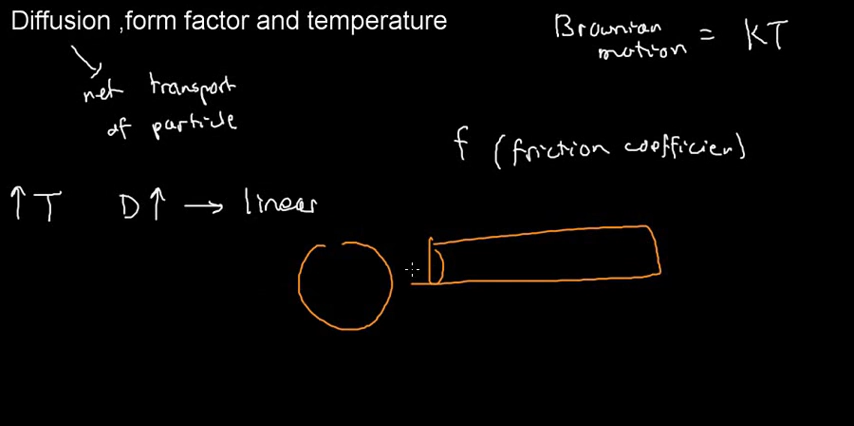 Diffusion ,form factor and temperature
Brownian motion = KT
net transport
of particle
f (friction coefficien)
↑T D↑ → linear